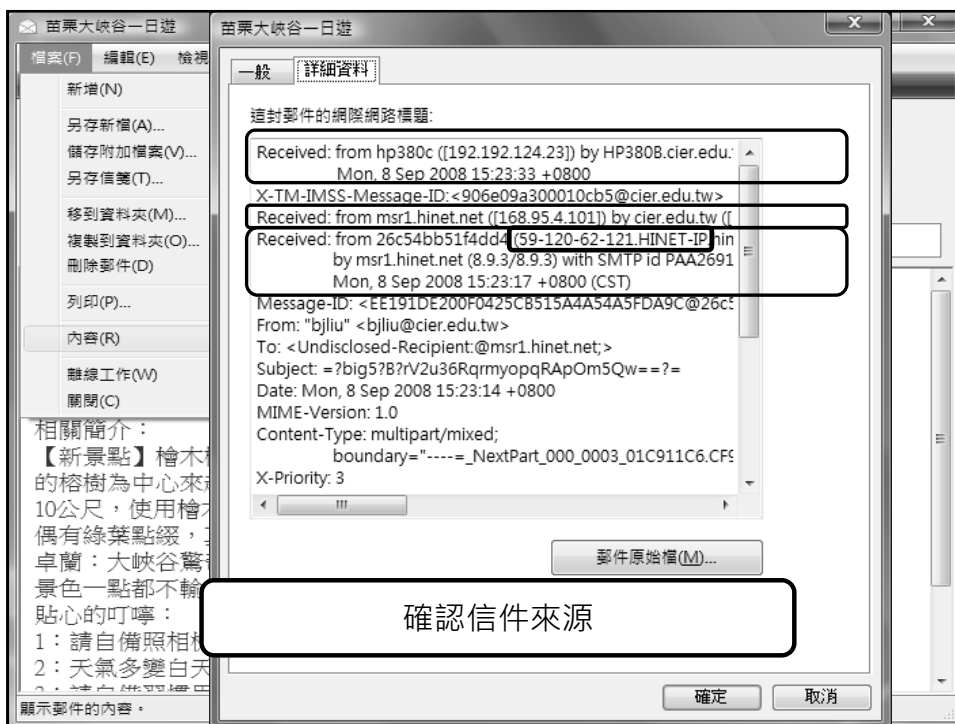 苗栗大峽谷一日遊
檔案(F) 編輯(E) 檢視
新增(N)
另存新檔(A)...
儲存附加檔案(V)...
另存信箋(T)...
移到資料夾(M)...
複製到資料夾(O)...
刪除郵件(D)
列印(P)...
內容(R)
離線工作(W)
關閉(C)
相關簡介：
【新景點】檜木
的榕樹為中心來
10公尺，使用檜木
偶有綠葉點綴，
卓蘭：大峽谷驚
景色一點都不輸
貼心的叮嚀：
1：請自備照相機
2：天氣多變白天
顯示郵件的內容。
苗栗大峽谷一日遊
一般 詳細資料
這封郵件的網際網路標題:
Received: from hp380c ([192.192.124.23]) by HP380B.cier.edu.
Mon, 8 Sep 2008 15:23:33 +0800
X-TM-IMSS-Message-ID:<906e09a300010cb5@cier.edu.tw>
Received: from msr1.hinet.net ([168.95.4.101]) by cier.edu.tw ([
Received: from 26c54bb51f4dd4 (59-120-62-121.HINET-IP.hin
by msr1.hinet.net (8.9.3/8.9.3) with SMTP id PAA2691
Mon, 8 Sep 2008 15:23:17 +0800 (CST)
Message-ID: <EE191DE200F0425CB515A4A54A5FDA9C@26c5
From: "bjliu" <bjliu@cier.edu.tw>
To: <Undisclosed-Recipient:@msr1.hinet.net;>
Subject: =?big5?B?rV2u36RqrmyopqRApOm5Qw==?=
Date: Mon, 8 Sep 2008 15:23:14 +0800
MIME-Version: 1.0
Content-Type: multipart/mixed;
boundary="----=_NextPart_000_0003_01C911C6.CF9
X-Priority: 3
郵件原始檔(M)...
確認信件來源
確定 取消